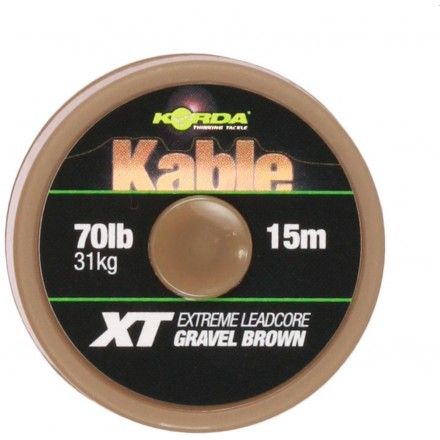 KORDA
THINKING TACKLE
Kable
70lb 15m
31kg
XT EXTREME LEADCORE
GRAVEL BROWN